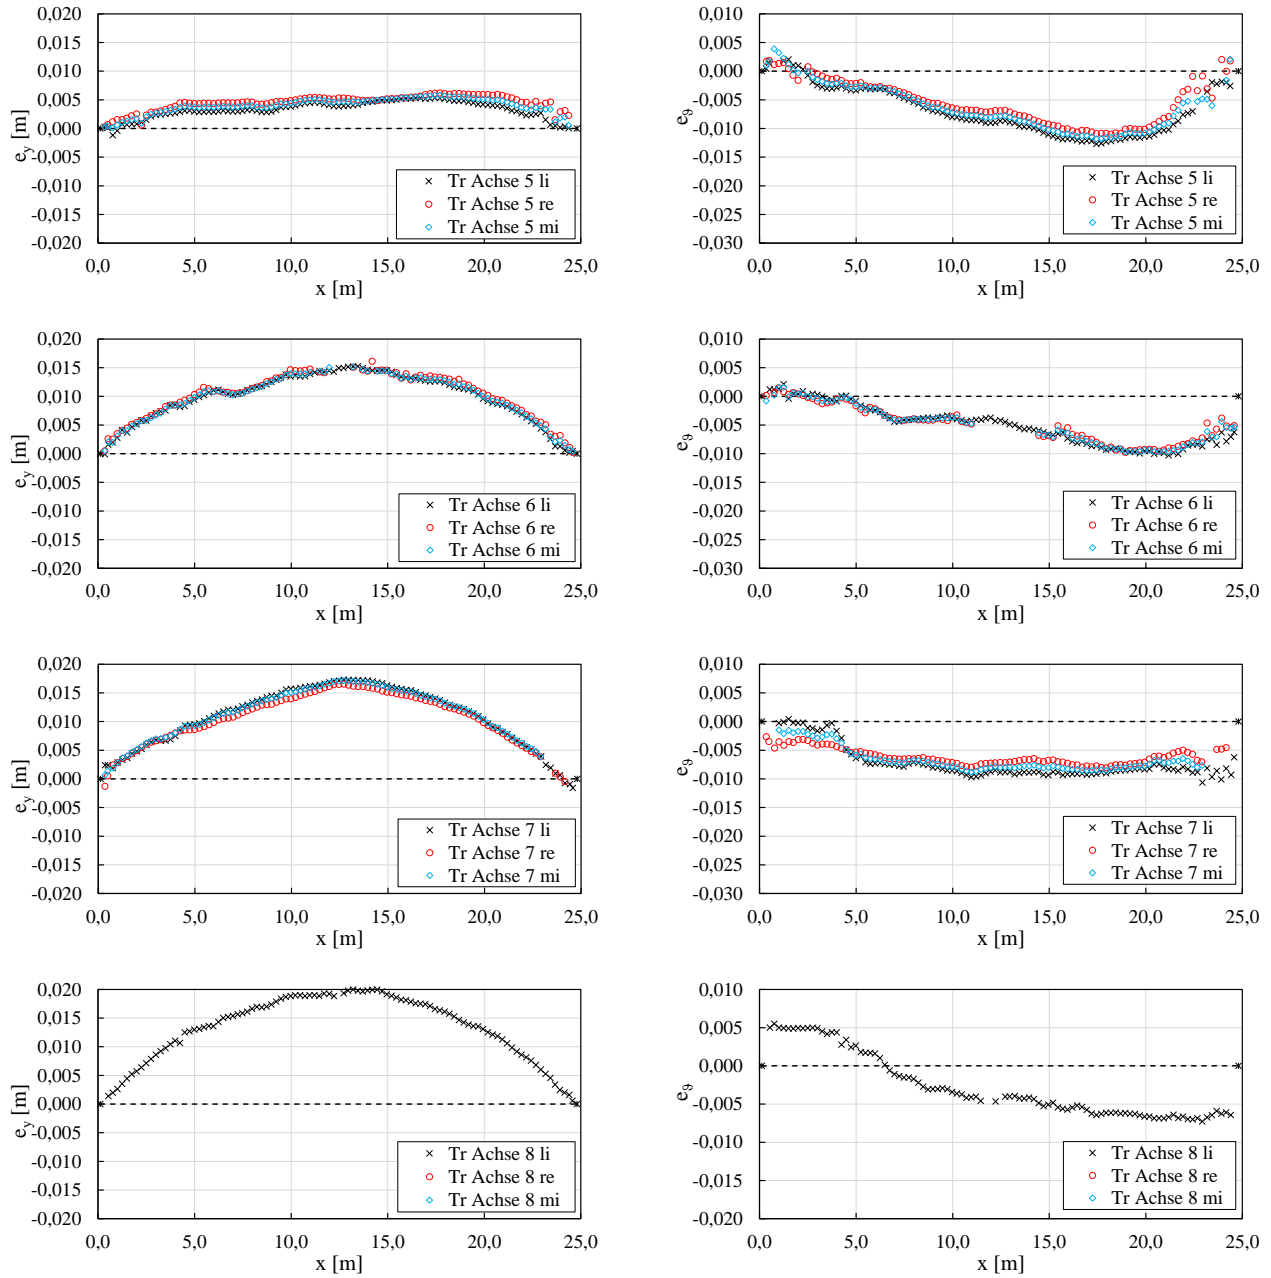 0,020
0,015
0,010
0,005
0,000
-0,005
-0,010
-0,015
-0,020
e_y [m]
0,0 5,0 10,0 15,0 20,0 25,0
x [m]
Tr Achse 5 li
Tr Achse 5 re
Tr Achse 5 mi
0,010
0,005
0,000
-0,005
-0,010
-0,015
-0,020
-0,025
-0,030
e_ϑ
0,0 5,0 10,0 15,0 20,0 25,0
x [m]
Tr Achse 5 li
Tr Achse 5 re
Tr Achse 5 mi
0,020
0,015
0,010
0,005
0,000
-0,005
-0,010
-0,015
-0,020
e_y [m]
0,0 5,0 10,0 15,0 20,0 25,0
x [m]
Tr Achse 6 li
Tr Achse 6 re
Tr Achse 6 mi
0,010
0,005
0,000
-0,005
-0,010
-0,015
-0,020
-0,025
-0,030
e_ϑ
0,0 5,0 10,0 15,0 20,0 25,0
x [m]
Tr Achse 6 li
Tr Achse 6 re
Tr Achse 6 mi
0,020
0,015
0,010
0,005
0,000
-0,005
-0,010
-0,015
-0,020
e_y [m]
0,0 5,0 10,0 15,0 20,0 25,0
x [m]
Tr Achse 7 li
Tr Achse 7 re
Tr Achse 7 mi
0,010
0,005
0,000
-0,005
-0,010
-0,015
-0,020
-0,025
-0,030
e_ϑ
0,0 5,0 10,0 15,0 20,0 25,0
x [m]
Tr Achse 7 li
Tr Achse 7 re
Tr Achse 7 mi
0,020
0,015
0,010
0,005
0,000
-0,005
-0,010
-0,015
-0,020
e_y [m]
0,0 5,0 10,0 15,0 20,0 25,0
x [m]
Tr Achse 8 li
Tr Achse 8 re
Tr Achse 8 mi
0,010
0,005
0,000
-0,005
-0,010
-0,015
-0,020
e_ϑ
0,0 5,0 10,0 15,0 20,0 25,0
x [m]
Tr Achse 8 li
Tr Achse 8 re
Tr Achse 8 mi